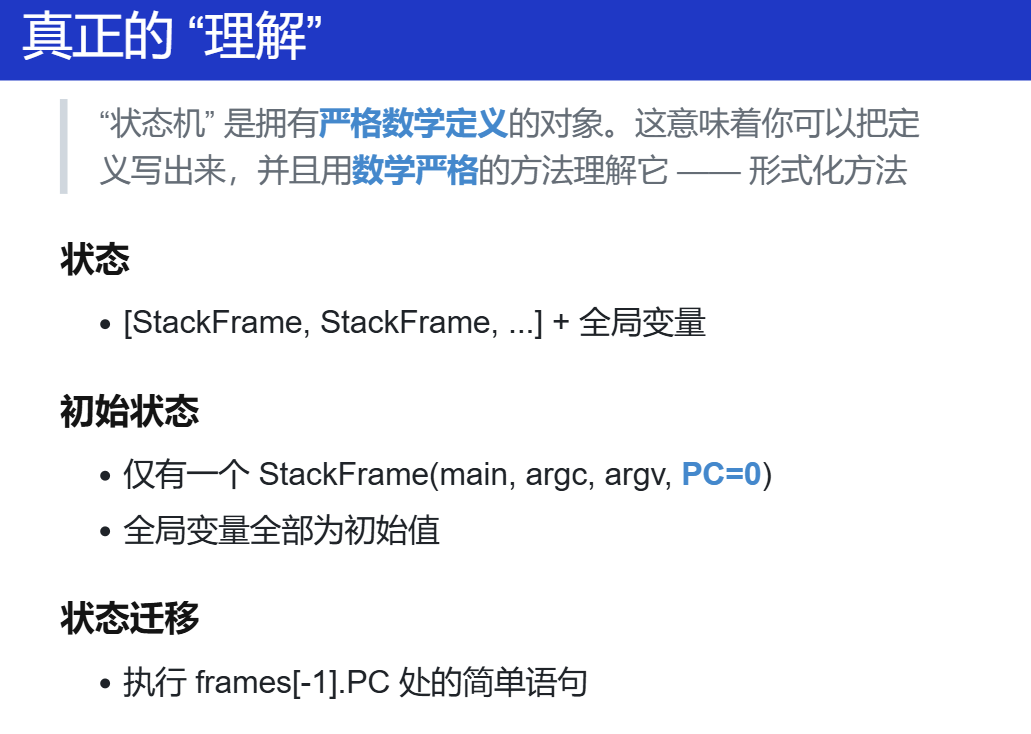 真正的 “理解”
“状态机” 是拥有严格数学定义的对象。这意味着你可以把定
义写出来，并且用数学严格的方法理解它 —— 形式化方法
状态
• [StackFrame, StackFrame, ...] + 全局变量
初始状态
• 仅有一个 StackFrame(main, argc, argv, PC=0)
• 全局变量全部为初始值
状态迁移
• 执行 frames[-1].PC 处的简单语句